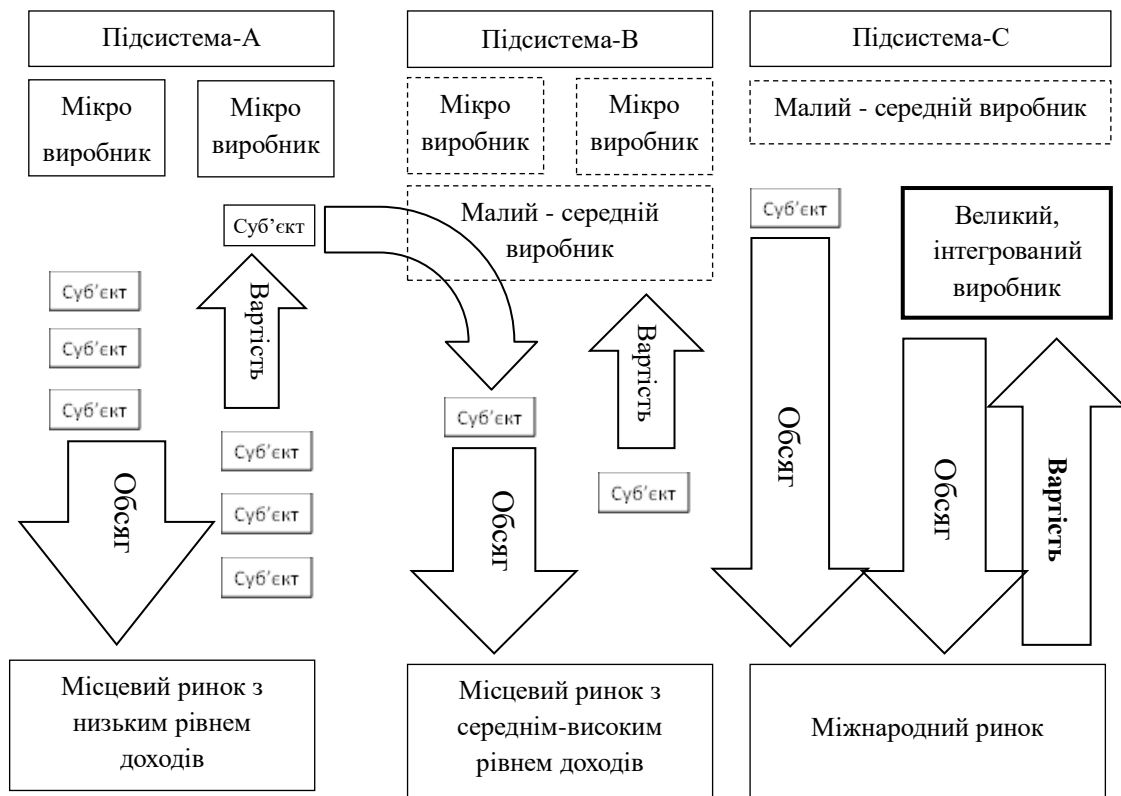 Підсистема-А
Підсистема-В
Підсистема-С
Мікро
виробник
Мікро
виробник
Мікро
виробник
Мікро
виробник
Малий - середній виробник
Суб’єкт
Малий - середній
виробник
Суб’єкт
Великий,
інтегрований
виробник
Суб’єкт
Суб’єкт
Суб’єкт
Вартість
Вартість
Суб’єкт
Суб’єкт
Суб’єкт
Суб’єкт
Суб’єкт
Обсяг
Обсяг
Обсяг
Обсяг
Вартість
Місцевий ринок з
низьким рівнем
доходів
Місцевий ринок з
середнім-високим
рівнем доходів
Міжнародний ринок